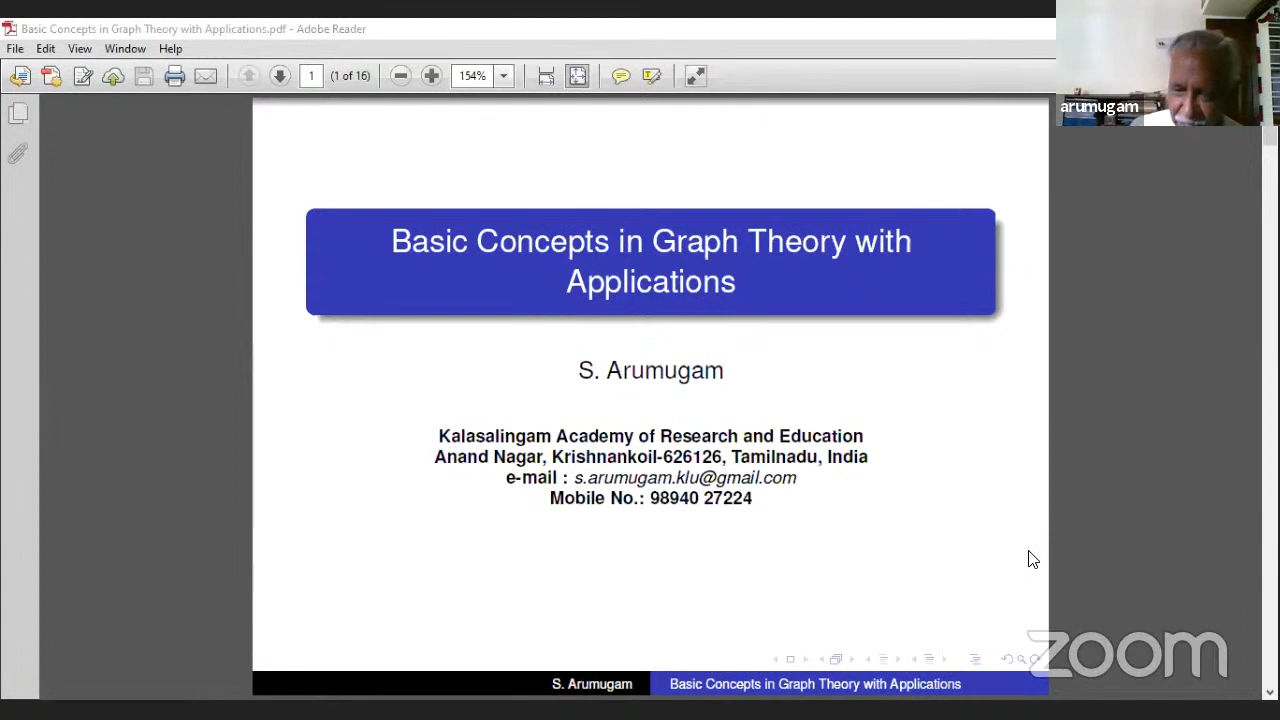 Basic Concepts in Graph Theory with Applications.pdf - Adobe Reader
File Edit View Window Help
1 (1 of 16) 154%
arumugam
Basic Concepts in Graph Theory with
Applications
S. Arumugam
Kalasalingam Academy of Research and Education
Anand Nagar, Krishnankoil-626126, Tamilnadu, India
e-mail : s.arumugam.klu@gmail.com
Mobile No.: 98940 27224
zoom
S. Arumugam Basic Concepts in Graph Theory with Applications